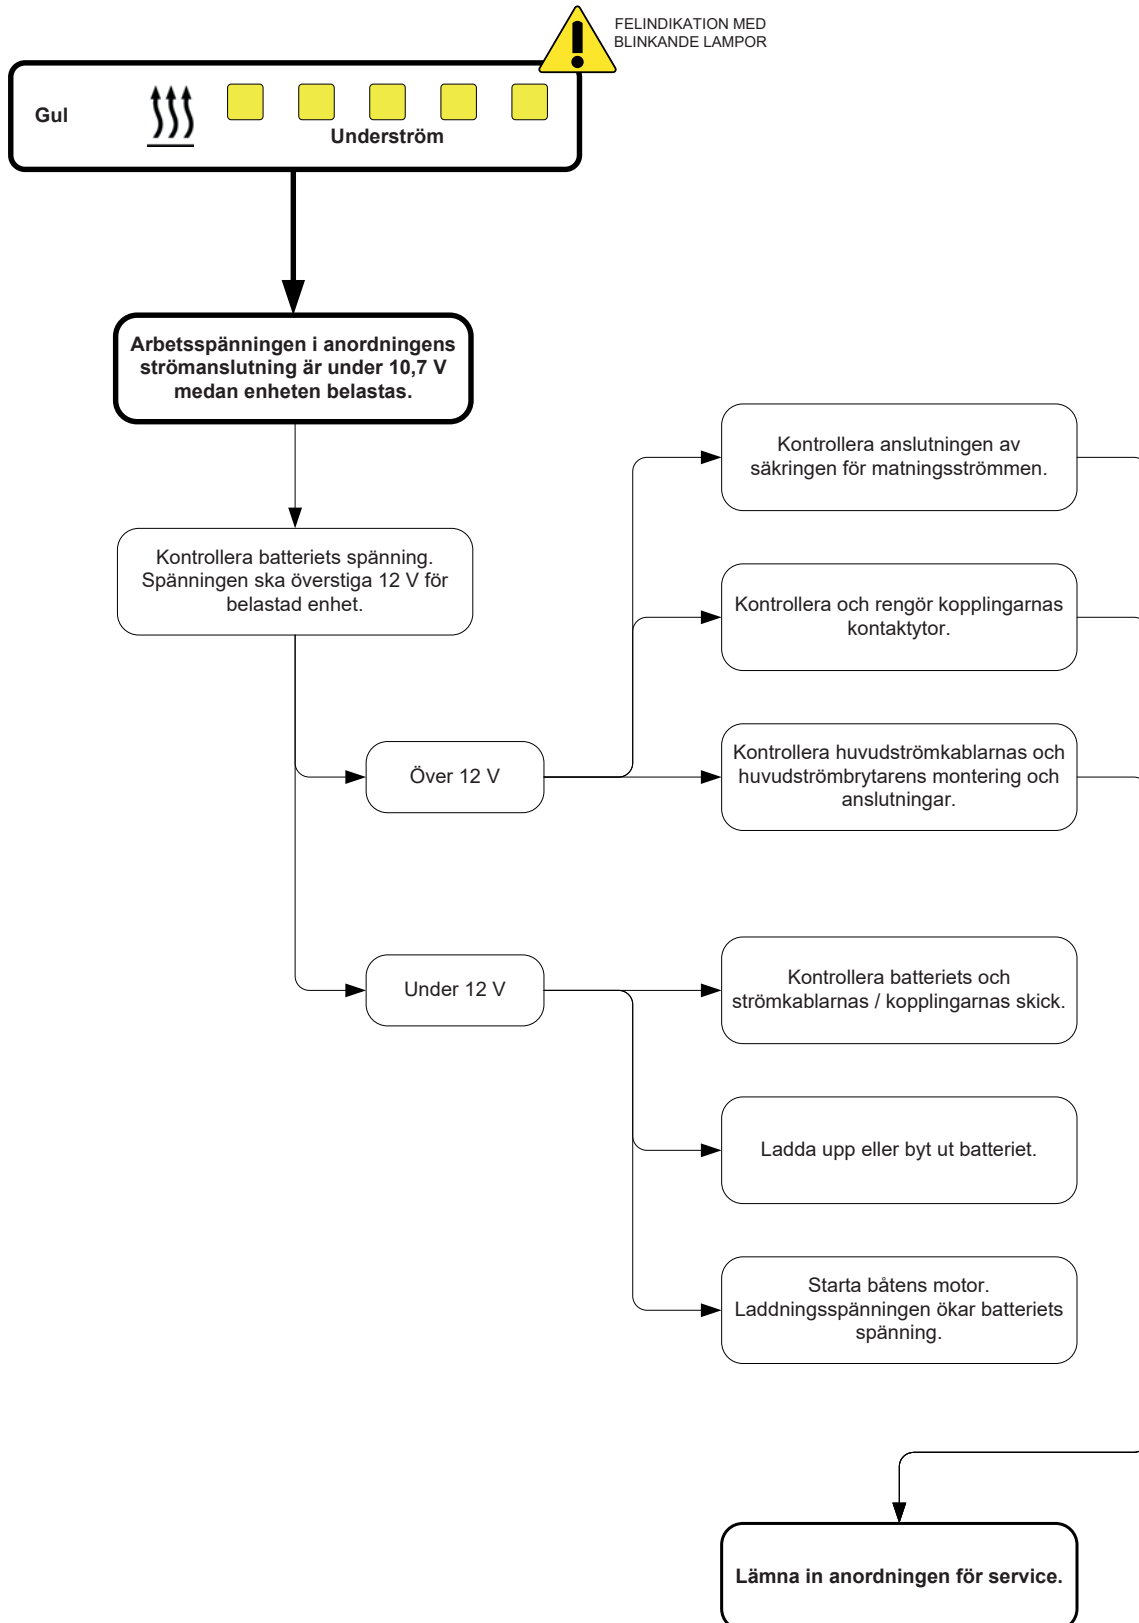 FELINDIKATION MED
BLINKANDE LAMPOR
Gul
Underström
Arbetsspänningen i anordningens
strömanslutning är under 10,7 V
medan enheten belastas.
Kontrollera anslutningen av
säkringen för matningsströmmen.
Kontrollera batteriets spänning.
Spänningen ska överstiga 12 V för
belastad enhet.
Kontrollera och rengör kopplingarnas
kontaktytor.
Över 12 V
Kontrollera huvudströmkablarnas och
huvudströmbrytarens montering och
anslutningar.
Under 12 V
Kontrollera batteriets och
strömkablarnas / kopplingarnas skick.
Ladda upp eller byt ut batteriet.
Starta båtens motor.
Laddningsspänningen ökar batteriets
spänning.
Lämna in anordningen för service.